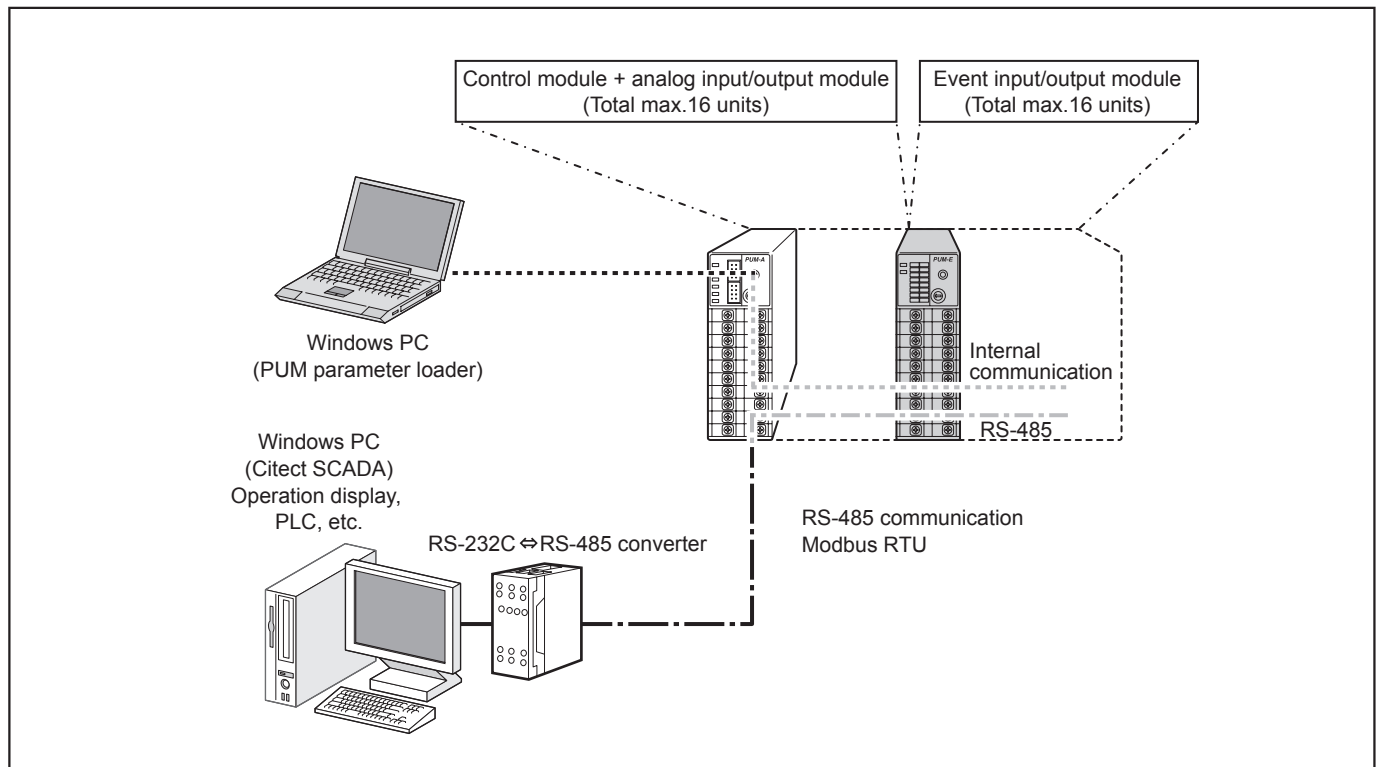 Control module + analog input/output module
(Total max.16 units)
Event input/output module
(Total max.16 units)
PUM-A
PUM-E
Windows PC
(PUM parameter loader)
Internal
communication
RS-485
Windows PC
(Citect SCADA)
Operation display,
PLC, etc.
RS-232C⇔RS-485 converter
RS-485 communication
Modbus RTU